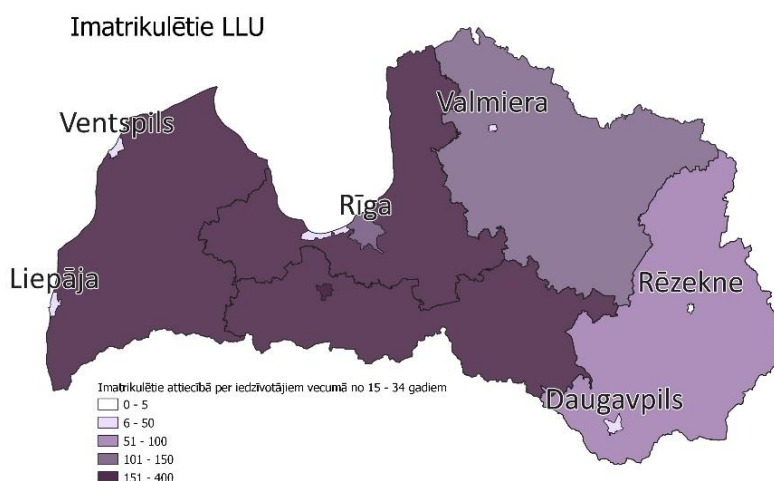 Imatrikulētie LLU
Valmiera
Ventspils
Rīga
Liepāja
Rēzekne
Imatrikulētie attiecībā per iedzīvotājiem vecumā no 15 - 34 gadiem
0 - 5
6 - 50
Daugavpils
51 - 100
101 - 150
151 - 400